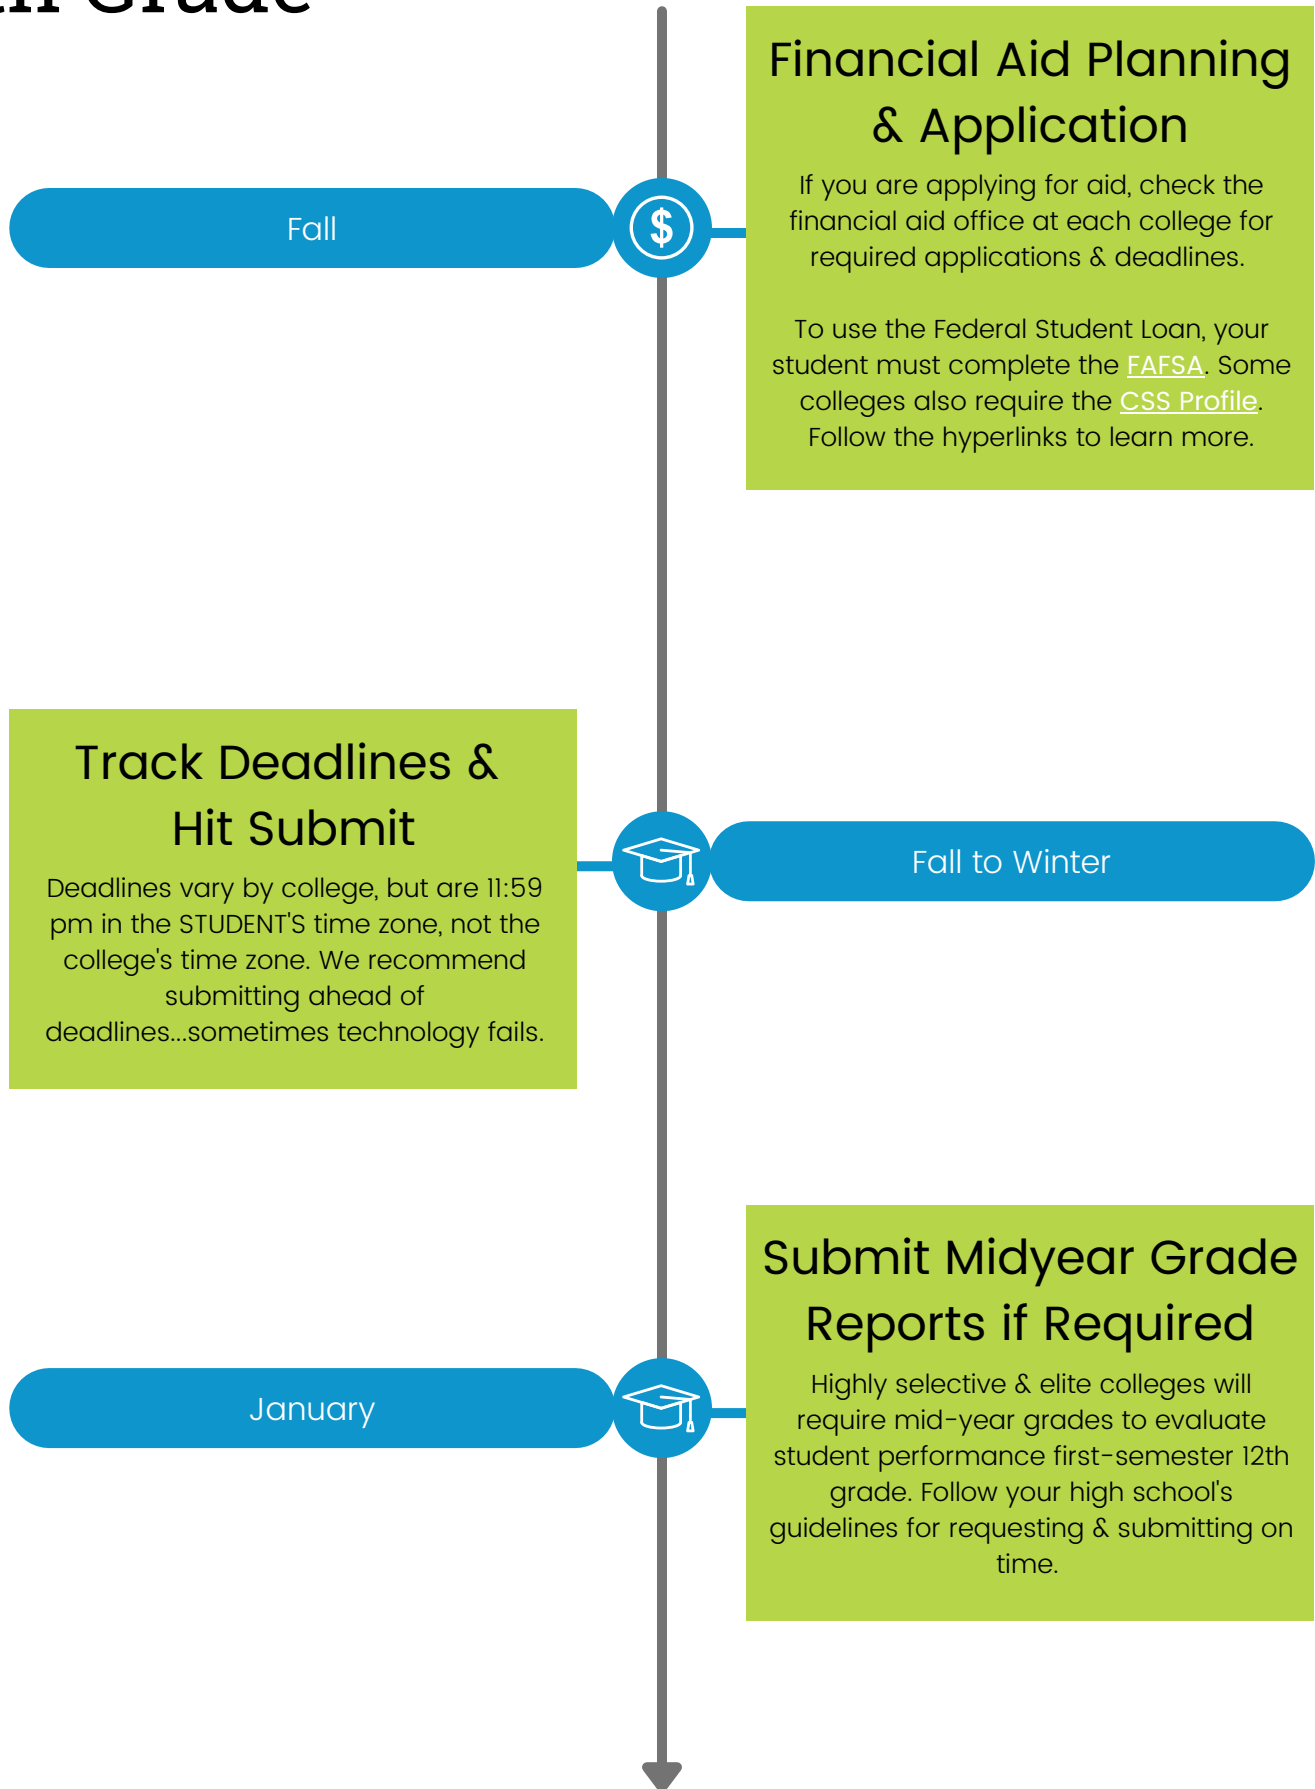 Grade
Financial Aid Planning
& Application
If you are applying for aid, check the
financial aid office at each college for
required applications & deadlines.
To use the Federal Student Loan, your
student must complete the FAFSA. Some
colleges also require the CSS Profile.
Follow the hyperlinks to learn more.
Fall
$
Track Deadlines &
Hit Submit
Deadlines vary by college, but are 11:59
pm in the STUDENT'S time zone, not the
college's time zone. We recommend
submitting ahead of
deadlines...sometimes technology fails.
Fall to Winter
Submit Midyear Grade
Reports if Required
Highly selective & elite colleges will
require mid-year grades to evaluate
student performance first-semester 12th
grade. Follow your high school's
guidelines for requesting & submitting on
time.
January